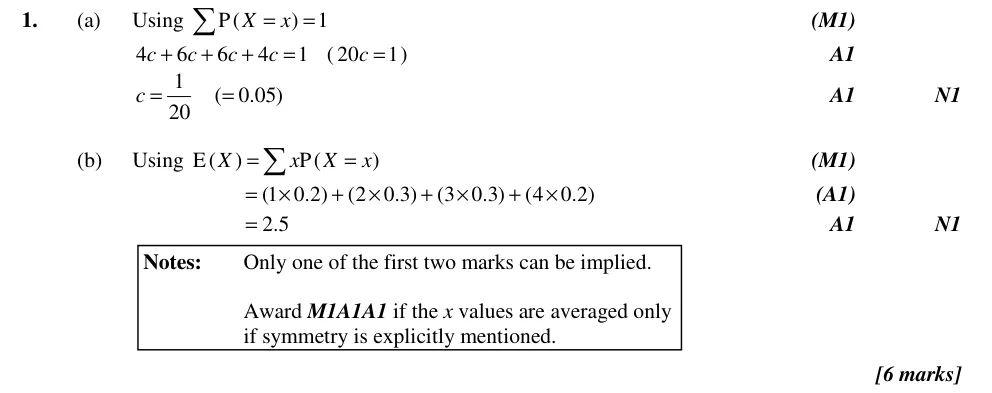 1. (a) Using ∑P(X = x) = 1 (M1)
4c + 6c + 6c + 4c = 1 (20c = 1) A1
c = 1/20 (= 0.05) A1 N1
(b) Using E(X) = ∑xP(X = x) (M1)
= (1×0.2) + (2×0.3) + (3×0.3) + (4×0.2) (A1)
= 2.5 A1 N1
Notes: Only one of the first two marks can be implied.
Award M1A1A1 if the x values are averaged only
if symmetry is explicitly mentioned.
[6 marks]